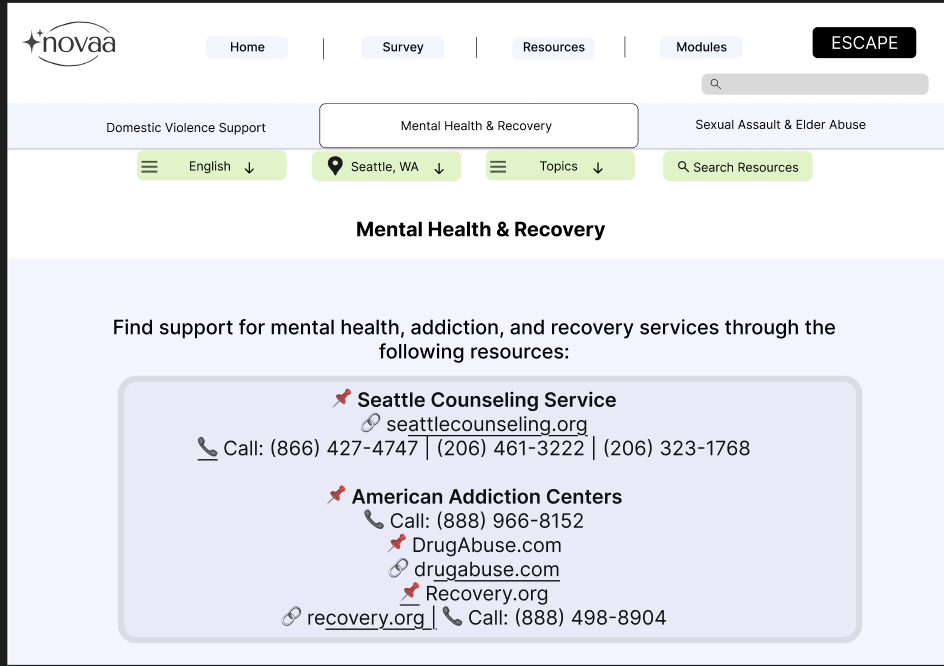 novaa
Home
Survey
Resources
Modules
ESCAPE
Domestic Violence Support
Mental Health & Recovery
Sexual Assault & Elder Abuse
English ↓
Seattle, WA ↓
Topics ↓
Search Resources
Mental Health & Recovery
Find support for mental health, addiction, and recovery services through the
following resources:
📌 Seattle Counseling Service
🔗 seattlecounseling.org
📞 Call: (866) 427-4747 | (206) 461-3222 | (206) 323-1768
📌 American Addiction Centers
📞 Call: (888) 966-8152
📌 DrugAbuse.com
🔗 drugabuse.com
📌 Recovery.org
🔗 recovery.org | 📞 Call: (888) 498-8904